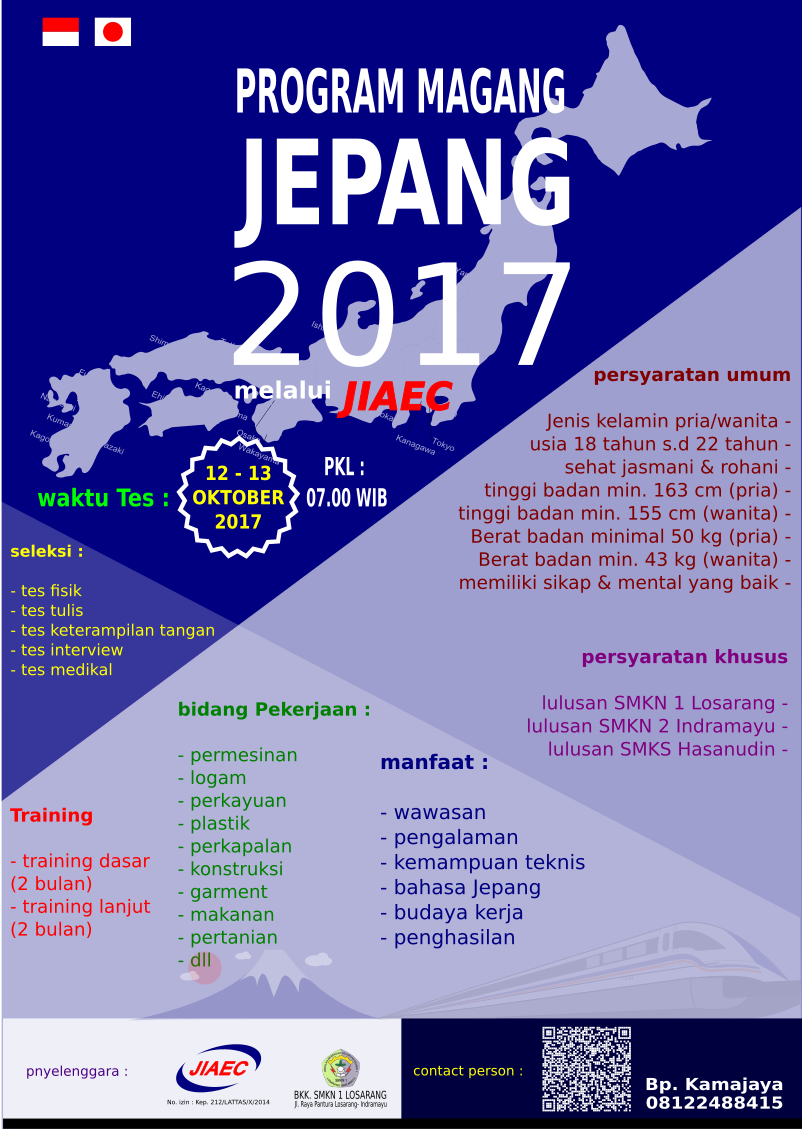 PROGRAM MAGANG
JEPANG
2017
melalui JIAEC
waktu Tes :
12 - 13
OKTOBER
2017
PKL :
07.00 WIB
Osaka
Wakayama
Tokyo
Kanagawa
persyaratan umum
Jenis kelamin pria/wanita -
usia 18 tahun s.d 22 tahun -
sehat jasmani & rohani -
tinggi badan min. 163 cm (pria) -
tinggi badan min. 155 cm (wanita) -
Berat badan minimal 50 kg (pria) -
Berat badan min. 43 kg (wanita) -
memiliki sikap & mental yang baik -
seleksi :
- tes fisik
- tes tulis
- tes keterampilan tangan
- tes interview
- tes medikal
persyaratan khusus
lulusan SMKN 1 Losarang -
lulusan SMKN 2 Indramayu -
lulusan SMKS Hasanudin -
bidang Pekerjaan :
- permesinan
- logam
- perkayuan
- plastik
- perkapalan
- konstruksi
- garment
- makanan
- pertanian
- dll
manfaat :
- wawasan
- pengalaman
- kemampuan teknis
- bahasa Jepang
- budaya kerja
- penghasilan
Training
- training dasar
(2 bulan)
- training lanjut
(2 bulan)
pnyelenggara :
JIAEC
No. izin : Kep. 212/LATTAS/X/2014
BKK. SMKN 1 LOSARANG
Jl. Raya Pantura Losarang- Indramayu
contact person :
Bp. Kamajaya
08122488415